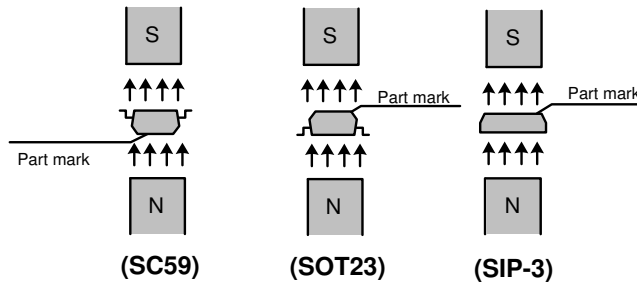 S
S
S
Part mark
Part mark
Part mark
N
N
N
(SC59)
(SOT23)
(SIP-3)